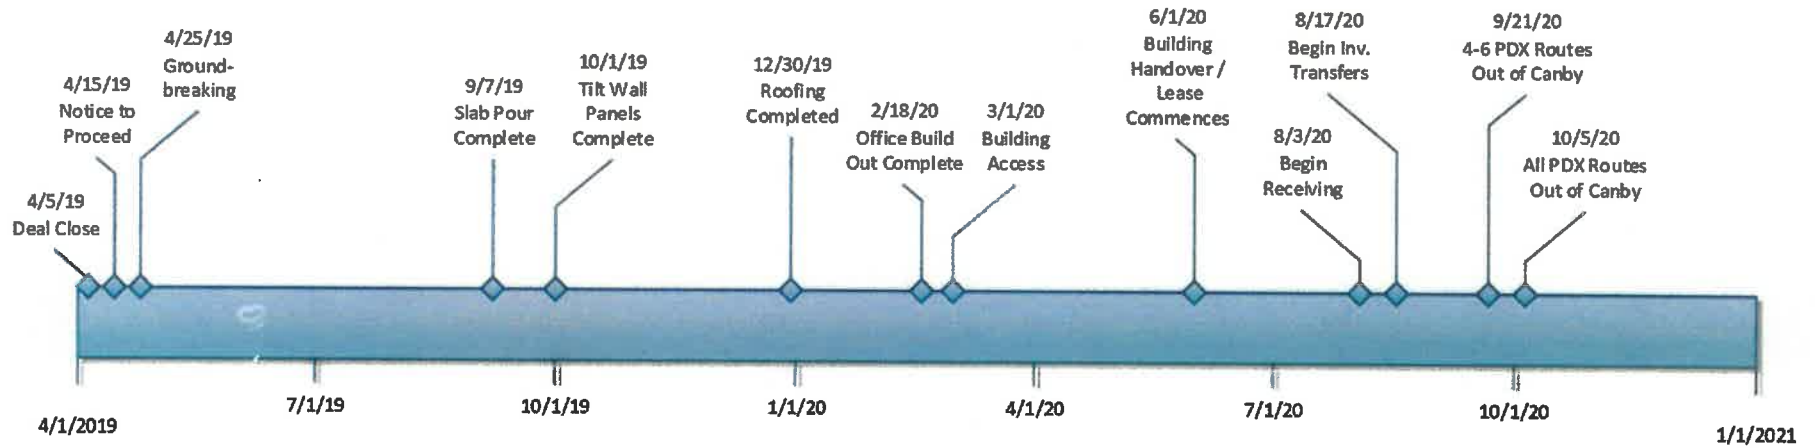 4/5/19
Deal Close
4/15/19
Notice to
Proceed
4/25/19
Ground-
breaking
9/7/19
Slab Pour
Complete
10/1/19
Tilt Wall
Panels
Complete
12/30/19
Roofing
Completed
2/18/20
Office Build
Out Complete
3/1/20
Building
Access
6/1/20
Building
Handover /
Lease
Commences
8/3/20
Begin
Receiving
8/17/20
Begin Inv.
Transfers
9/21/20
4-6 PDX Routes
Out of Canby
10/5/20
All PDX Routes
Out of Canby
4/1/2019
7/1/19
10/1/19
1/1/20
4/1/20
7/1/20
10/1/20
1/1/2021